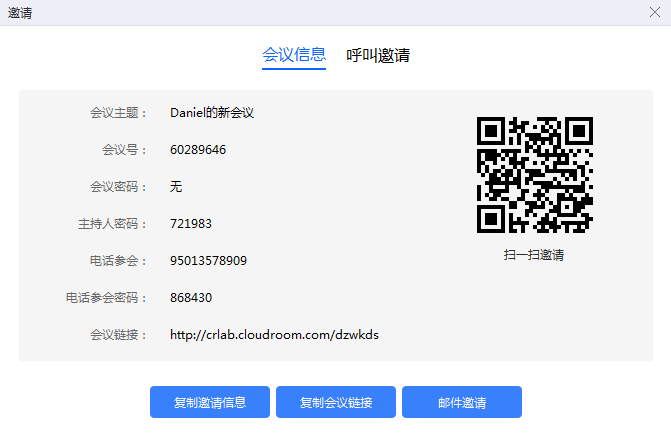 邀请
会议信息 呼叫邀请
会议主题： Daniel的新会议
会议号： 60289646
会议密码： 无
主持人密码： 721983
电话参会： 95013578909
电话参会密码： 868430
会议链接： http://crlab.cloudroom.com/dzwkds
扫一扫邀请
复制邀请信息 复制会议链接 邮件邀请